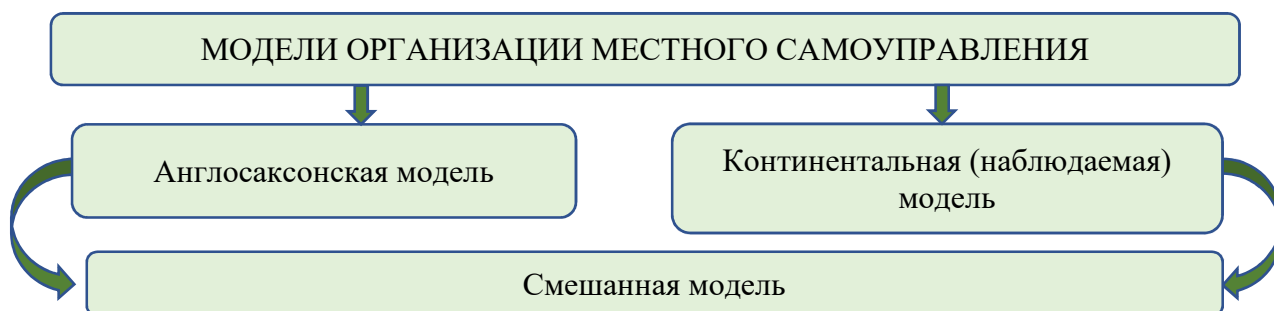 МОДЕЛИ ОРГАНИЗАЦИИ МЕСТНОГО САМОУПРАВЛЕНИЯ
Англосаксонская модель
Континентальная (наблюдаемая)
модель
Смешанная модель